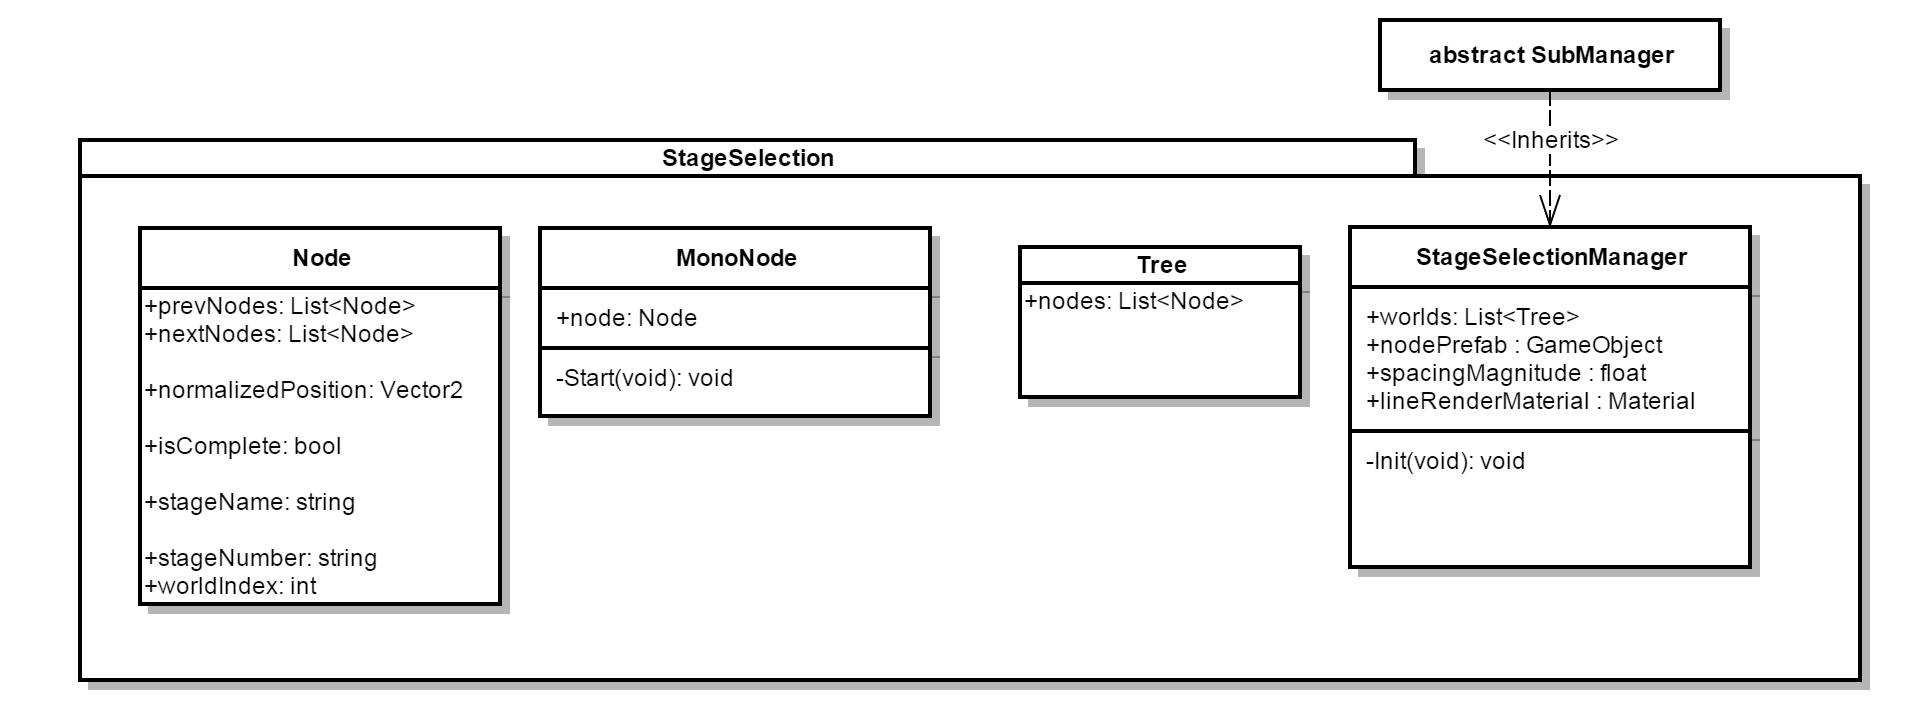 abstract SubManager
<<Inherits>>
StageSelection
Node
+prevNodes: List<Node>
+nextNodes: List<Node>
+normalizedPosition: Vector2
+isComplete: bool
+stageName: string
+stageNumber: string
+worldIndex: int
MonoNode
+node: Node
-Start(void): void
Tree
+nodes: List<Node>
StageSelectionManager
+worlds: List<Tree>
+nodePrefab : GameObject
+spacingMagnitude : float
+lineRenderMaterial : Material
-Init(void): void